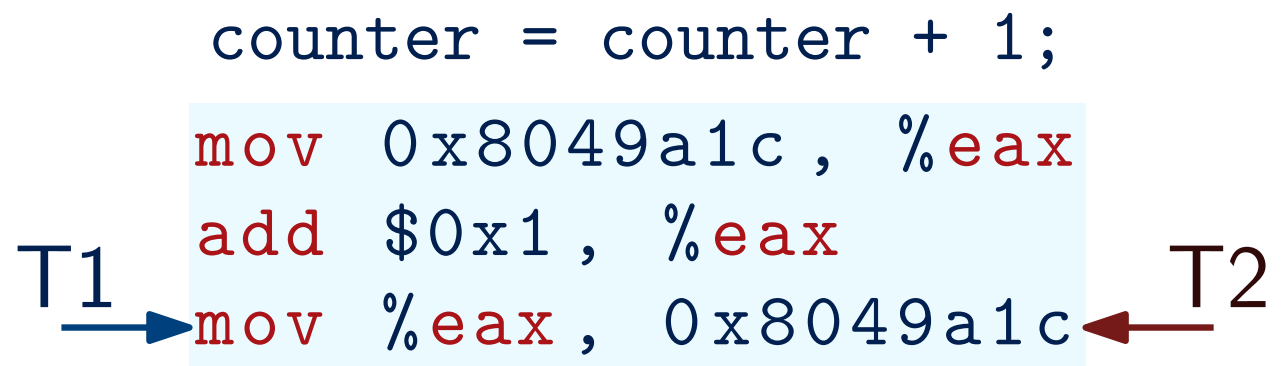 counter = counter + 1;
mov 0x8049a1c, %eax
add $0x1, %eax
T1
mov %eax, 0x8049a1c
T2